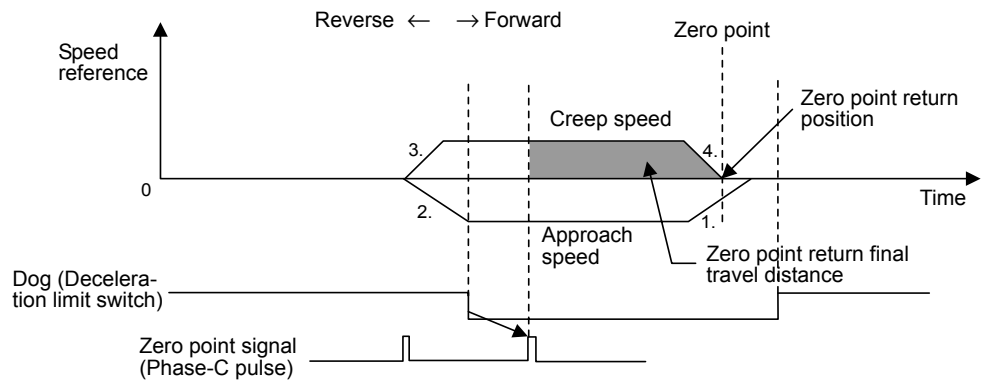 Reverse ← → Forward
Zero point
Speed
reference
Zero point return
position
Creep speed
3.
4.
0
Time
2.
1.
Approach
speed
Zero point return final
travel distance
Dog (Decelera-
tion limit switch)
Zero point signal
(Phase-C pulse)